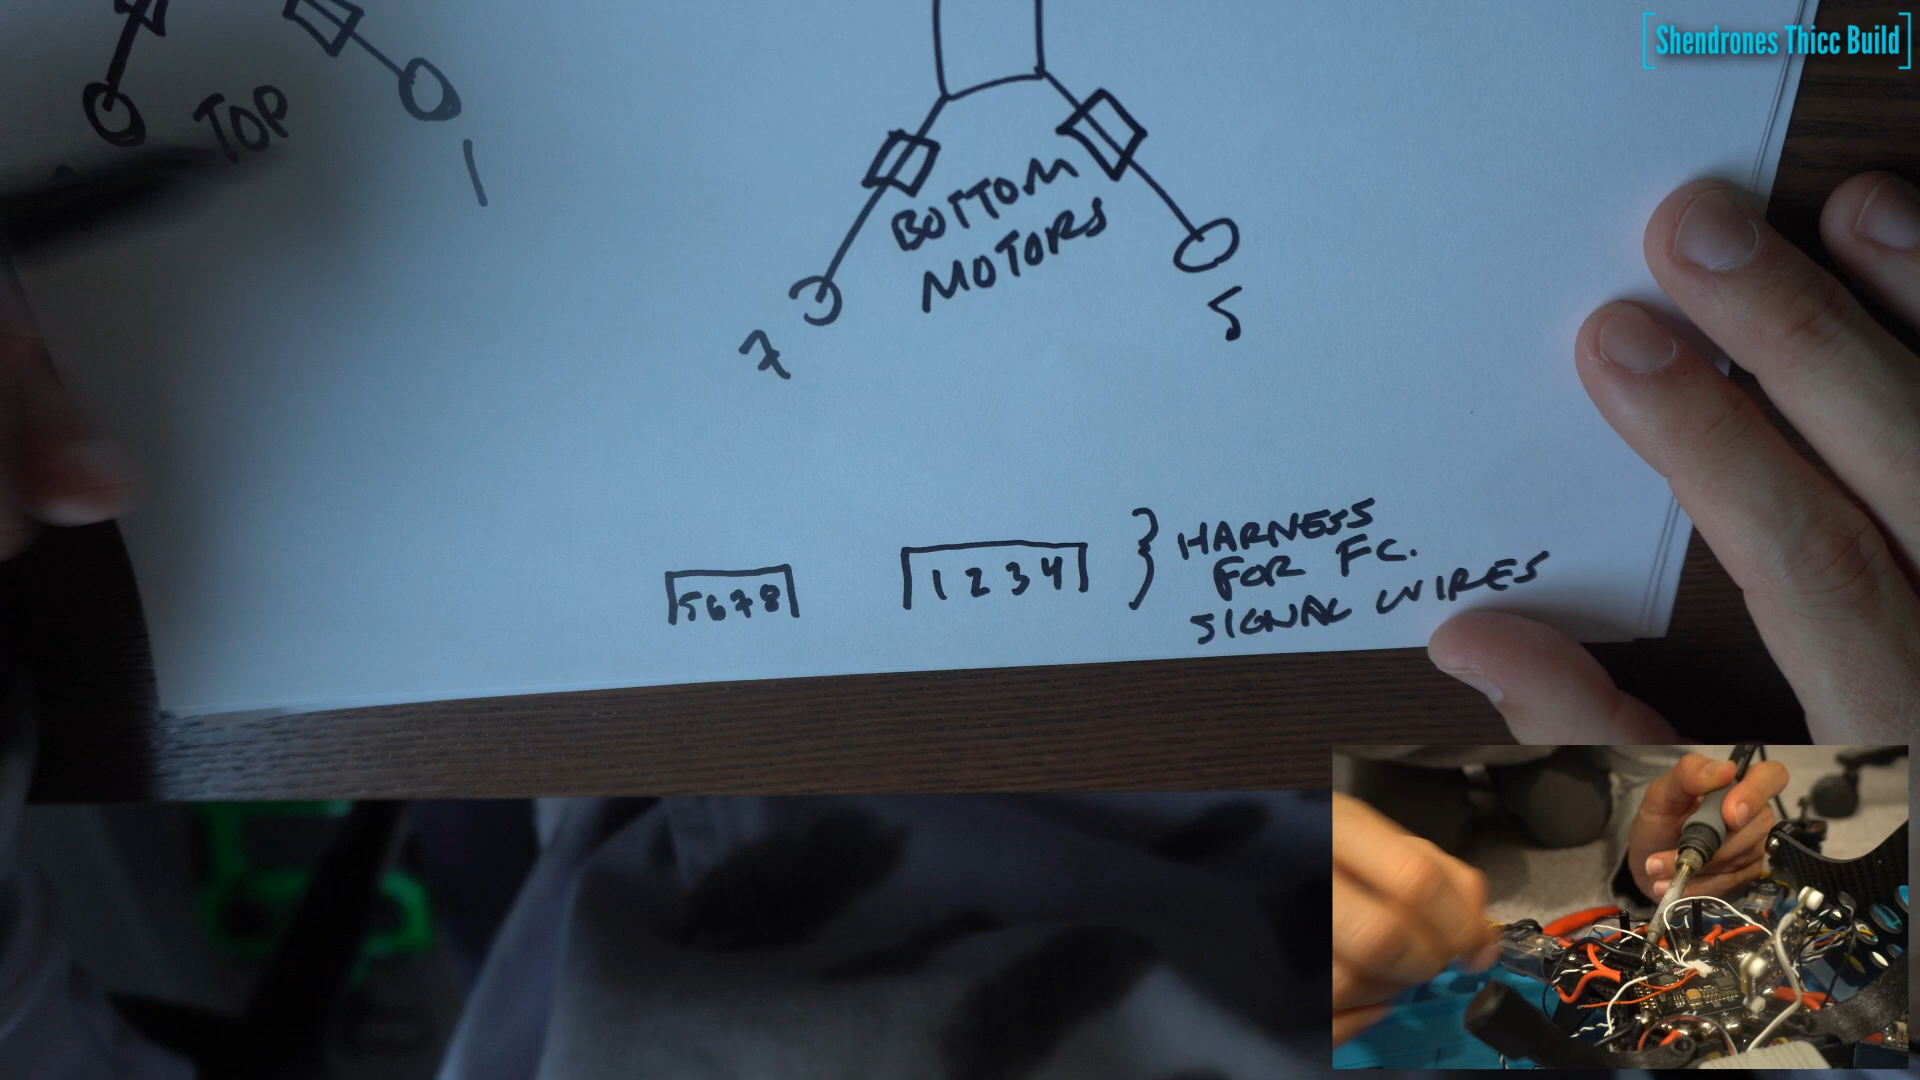 [Shendrones Thicc Build]
TOP
1
BOTTOM
MOTORS
7
5
5678
1234
HARNESS
FOR FC.
SIGNAL WIRES